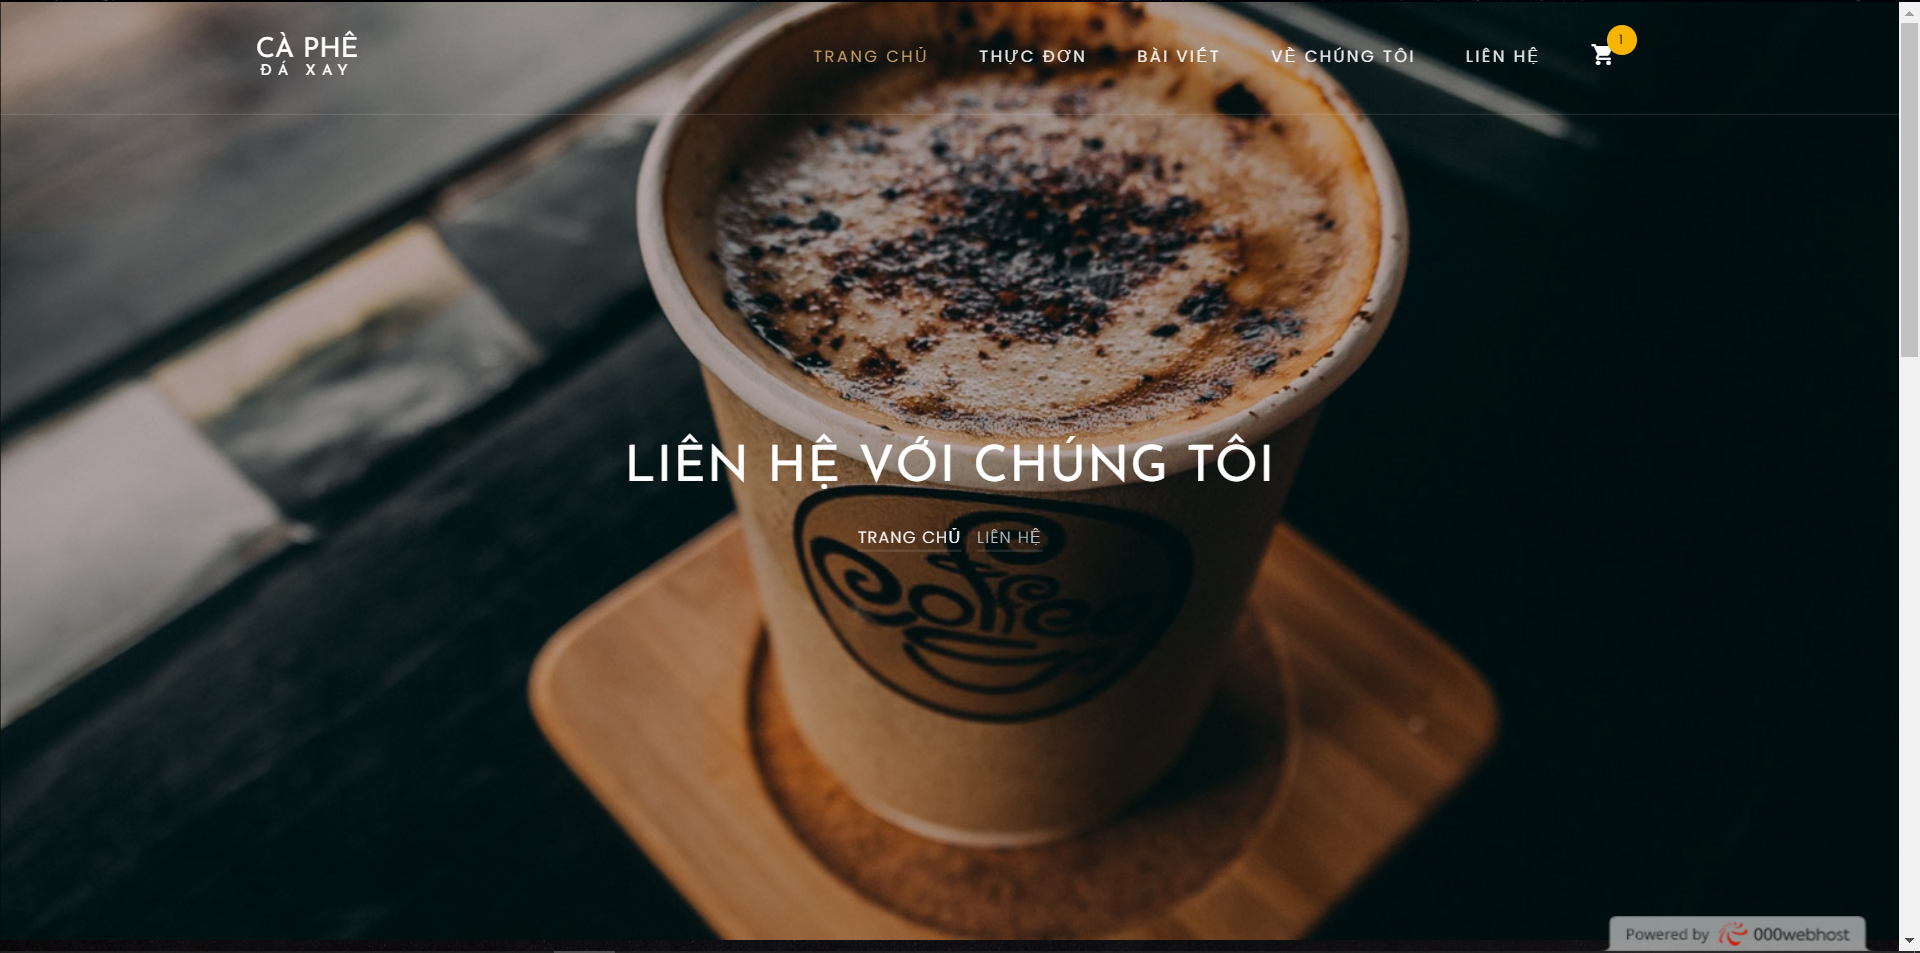 CÀ PHÊ
ĐÁ XAY
TRANG CHỦ THỰC ĐƠN BÀI VIẾT VỀ CHÚNG TÔI LIÊN HỆ 1
LIÊN HỆ VỚI CHÚNG TÔI
TRANG CHỦ LIÊN HỆ
Coffee
Powered by 000webhost